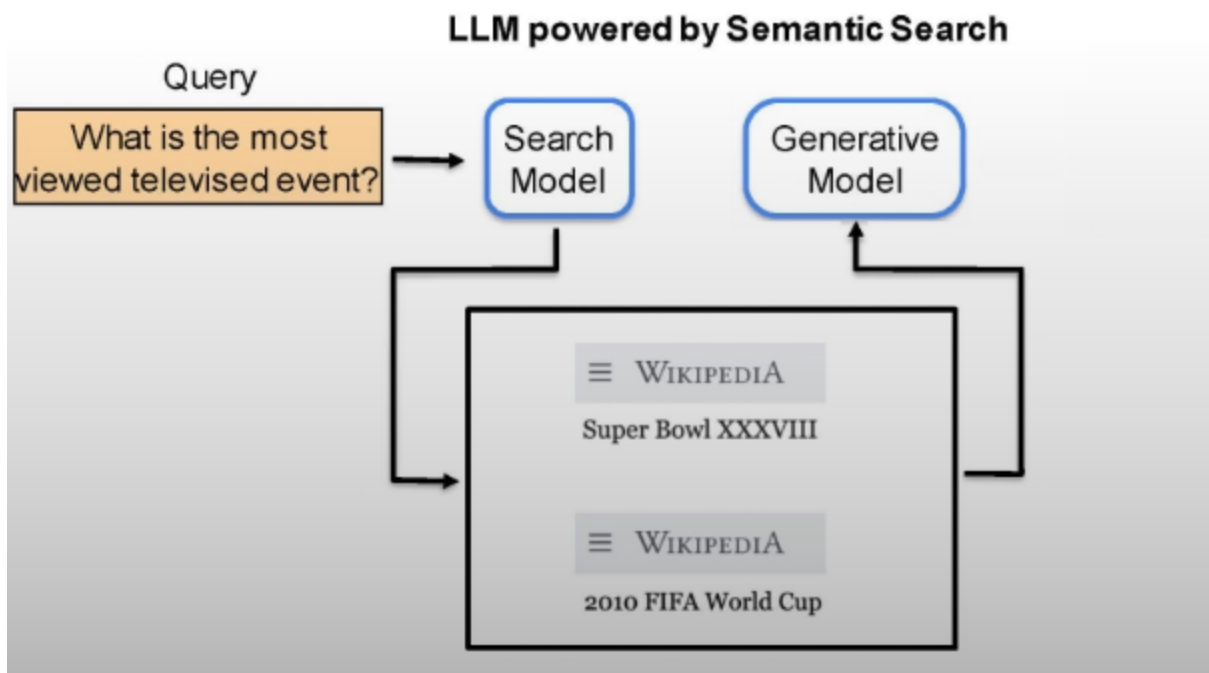 LLM powered by Semantic Search
Query
What is the most
viewed televised event?
Search
Model
Generative
Model
WIKIPEDIA
Super Bowl XXXVIII
WIKIPEDIA
2010 FIFA World Cup